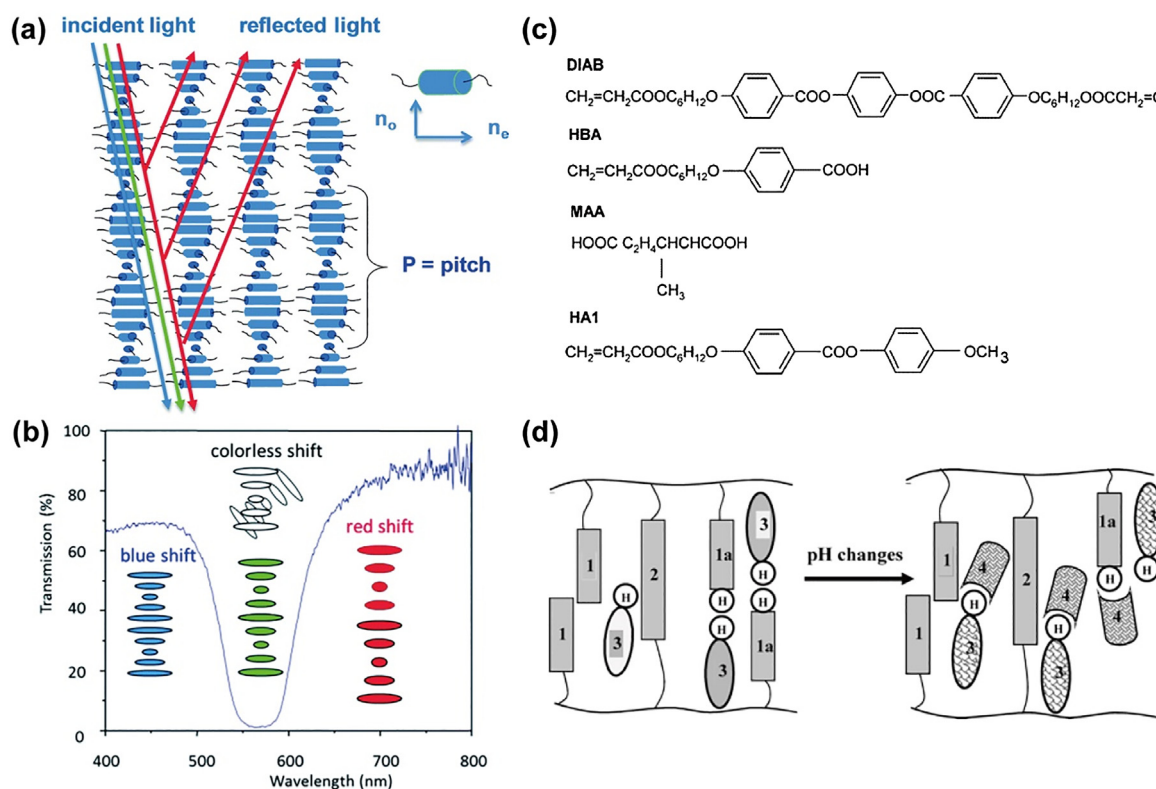 (a)
incident light reflected light
nₒ
nₑ
P = pitch
(b)
100
80
60
40
20
0
Transmission (%)
colorless shift
blue shift
red shift
400 500 600 700 800
Wavelength (nm)
(c)
DIAB
CH₂=CH₂COOC₆H₁₂O COO OOC OC₆H₁₂OOCCH₂=
HBA
CH₂=CH₂COOC₆H₁₂O COOH
MAA
HOOC C₂H₄CHCHCOOH
CH₃
HA1
CH₂=CH₂COOC₆H₁₂O COO OCH₃
(d)
1
1
H
3
2
3
1a
H
H
3
H
H
1a
pH changes
1
1
4
H
3
2
4
H
3
1a
H
4
3
H